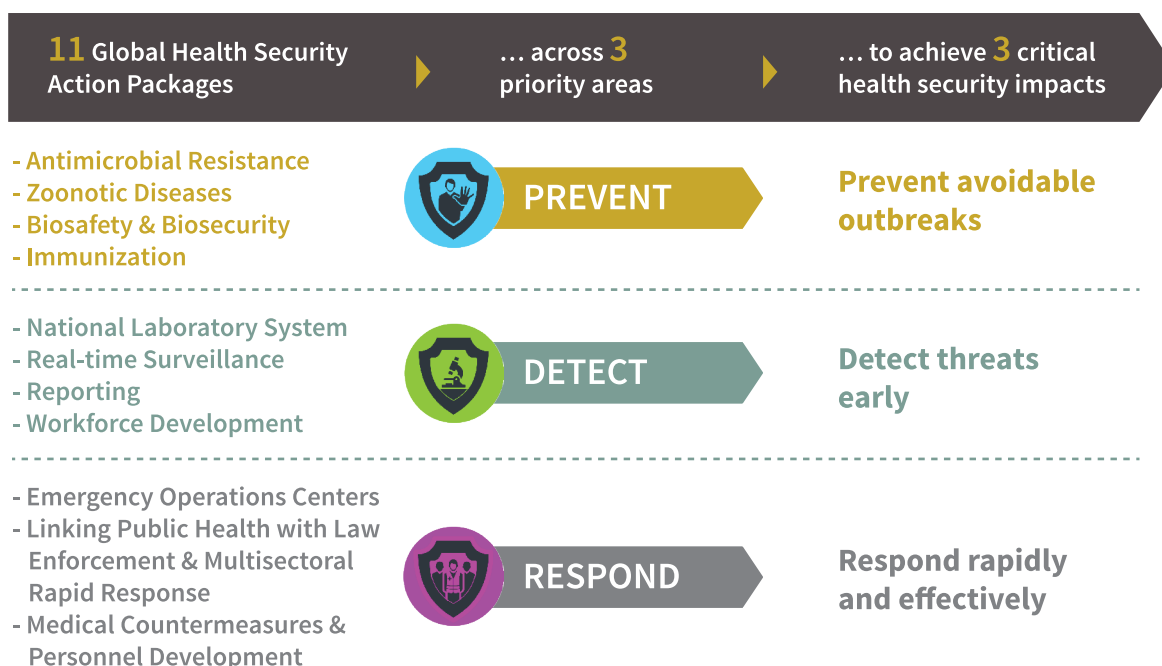 11 Global Health Security
Action Packages
... across 3
priority areas
... to achieve 3 critical
health security impacts
- Antimicrobial Resistance
- Zoonotic Diseases
- Biosafety & Biosecurity
- Immunization
PREVENT
Prevent avoidable
outbreaks
- National Laboratory System
- Real-time Surveillance
- Reporting
- Workforce Development
DETECT
Detect threats
early
- Emergency Operations Centers
- Linking Public Health with Law
Enforcement & Multisectoral
Rapid Response
- Medical Countermeasures &
Personnel Development
RESPOND
Respond rapidly
and effectively